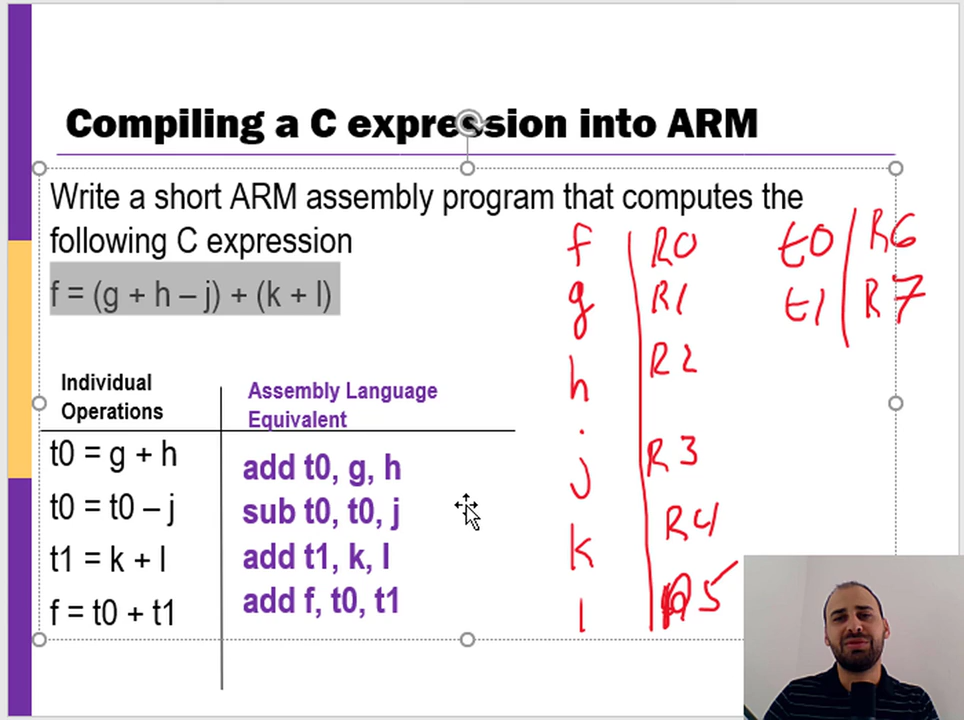 Compiling a C expression into ARM
Write a short ARM assembly program that computes the
following C expression
f = (g + h – j) + (k + l)
Individual
Operations
Assembly Language
Equivalent
t0 = g + h
t0 = t0 – j
t1 = k + l
f = t0 + t1
add t0, g, h
sub t0, t0, j
add t1, k, l
add f, t0, t1
f R0
g R1
h R2
j R3
k R4
l R5
t0 R6
t1 R7